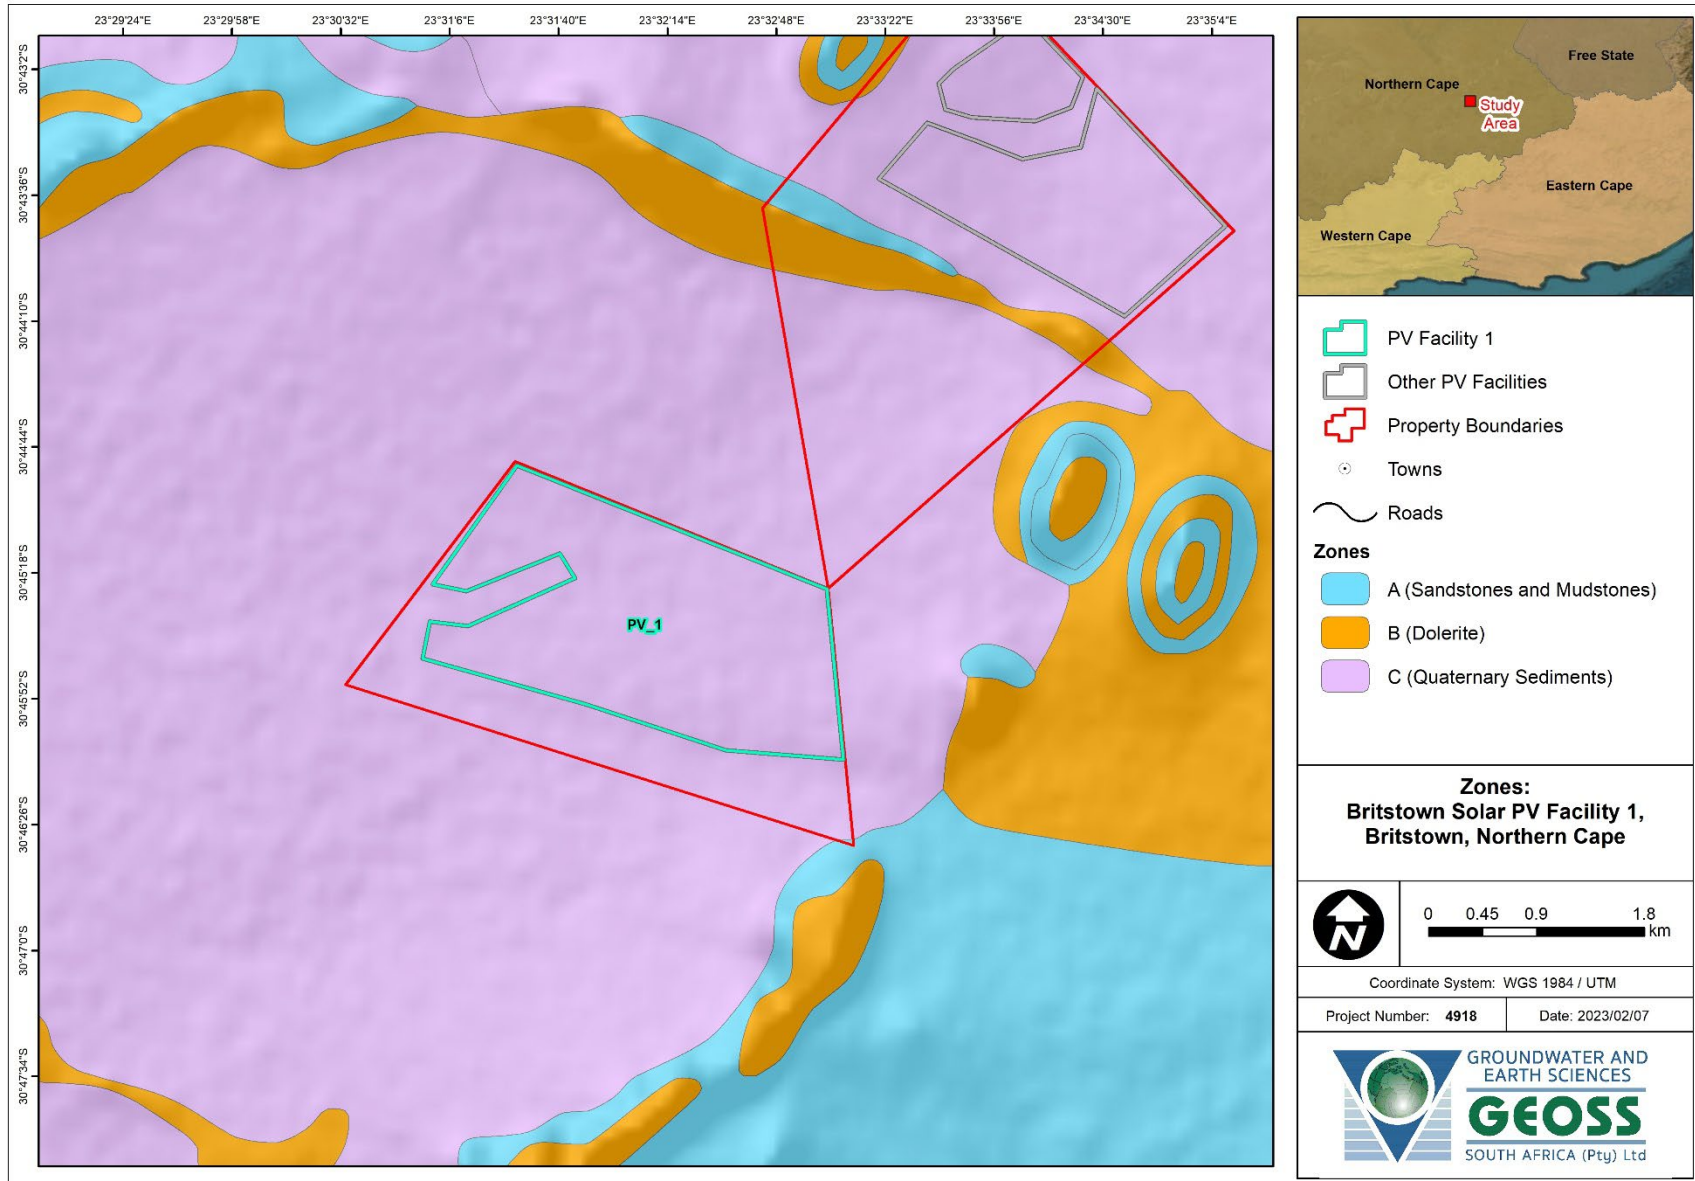 23°29'24"E
23°29'58"E
23°30'32"E
23°31'6"E
23°31'40"E
23°32'14"E
23°32'48"E
23°33'22"E
23°33'56"E
23°34'30"E
23°35'4"E
30°43'2"S
30°43'36"S
30°44'10"S
30°44'44"S
30°45'18"S
30°45'52"S
30°46'26"S
30°47'0"S
30°47'34"S
PV_1
Free State
Northern Cape
Study
Area
Eastern Cape
Western Cape
PV Facility 1
Other PV Facilities
Property Boundaries
Towns
Roads
Zones
A (Sandstones and Mudstones)
B (Dolerite)
C (Quaternary Sediments)
Zones:
Britstown Solar PV Facility 1,
Britstown, Northern Cape
N
0 0.45 0.9 1.8
km
Coordinate System: WGS 1984 / UTM
Project Number: 4918
Date: 2023/02/07
GROUNDWATER AND
EARTH SCIENCES
GEOSS
SOUTH AFRICA (Pty) Ltd